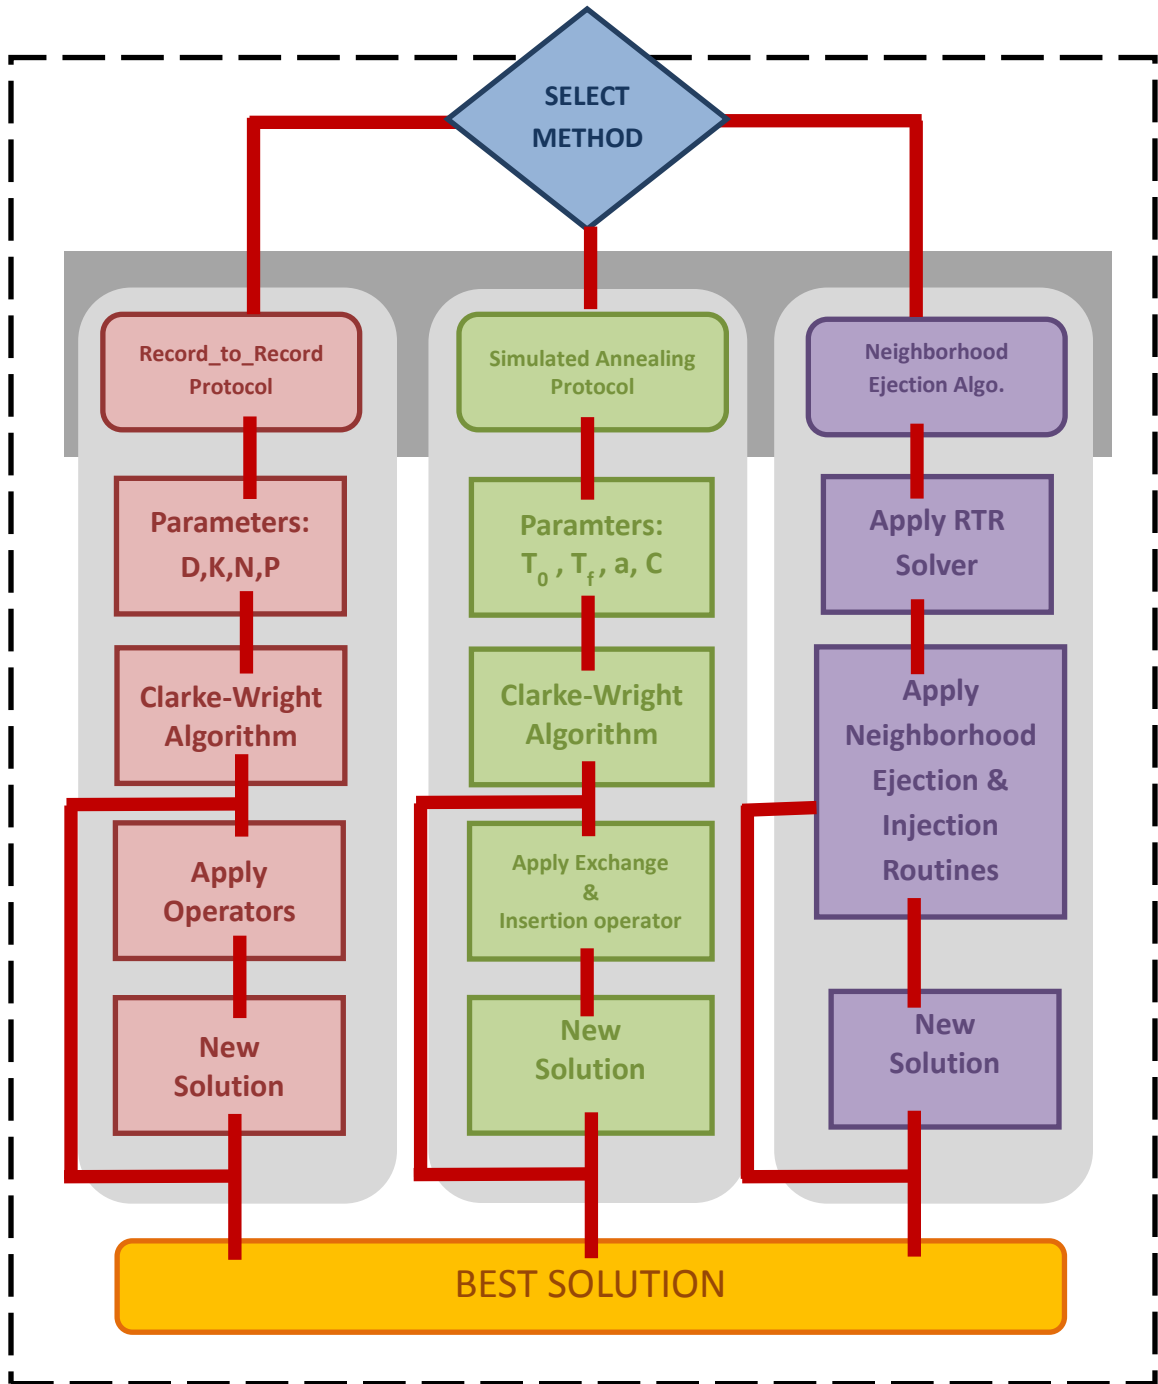 SELECT
METHOD
Record_to_Record
Protocol
Parameters:
D,K,N,P
Clarke-Wright
Algorithm
Apply
Operators
New
Solution
Simulated Annealing
Protocol
Paramters:
T₀ , T_f , a, C
Clarke-Wright
Algorithm
Apply Exchange
&
Insertion operator
New
Solution
Neighborhood
Ejection Algo.
Apply RTR
Solver
Apply
Neighborhood
Ejection &
Injection
Routines
New
Solution
BEST SOLUTION